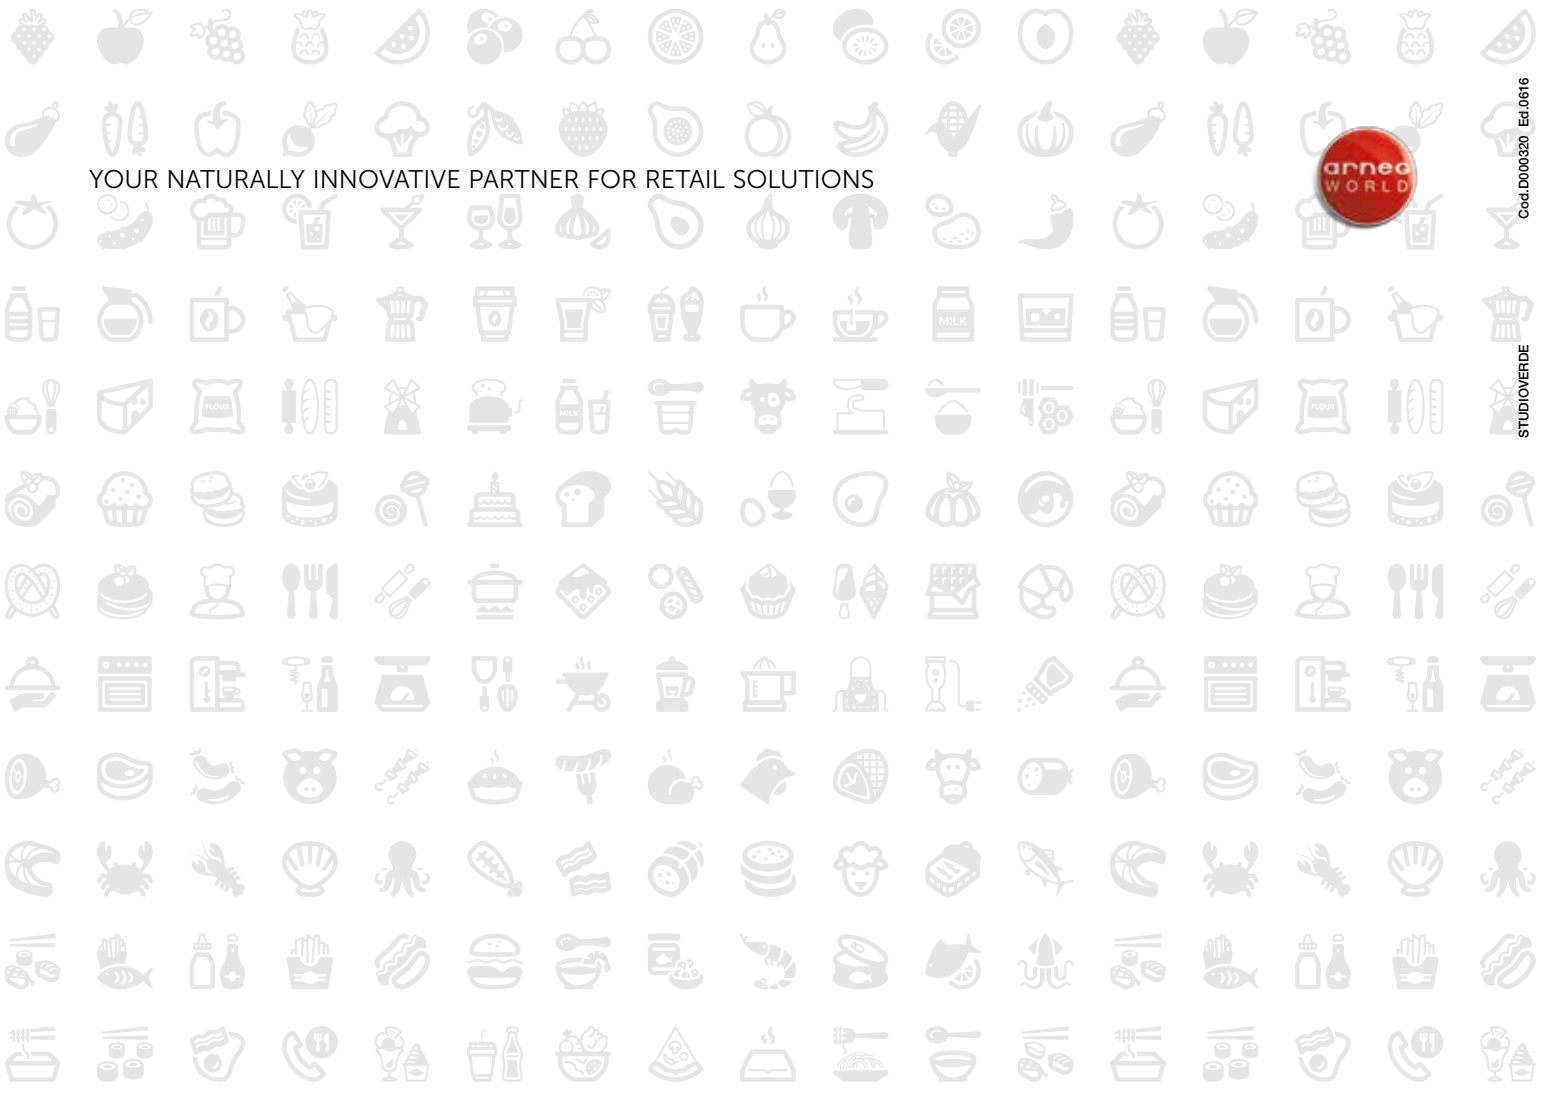 YOUR NATURALLY INNOVATIVE PARTNER FOR RETAIL SOLUTIONS
arneg
WORLD
Cod.D000320 Ed.0616
STUDIOVERDE
MILK
FLOUR
MILK
FLOUR